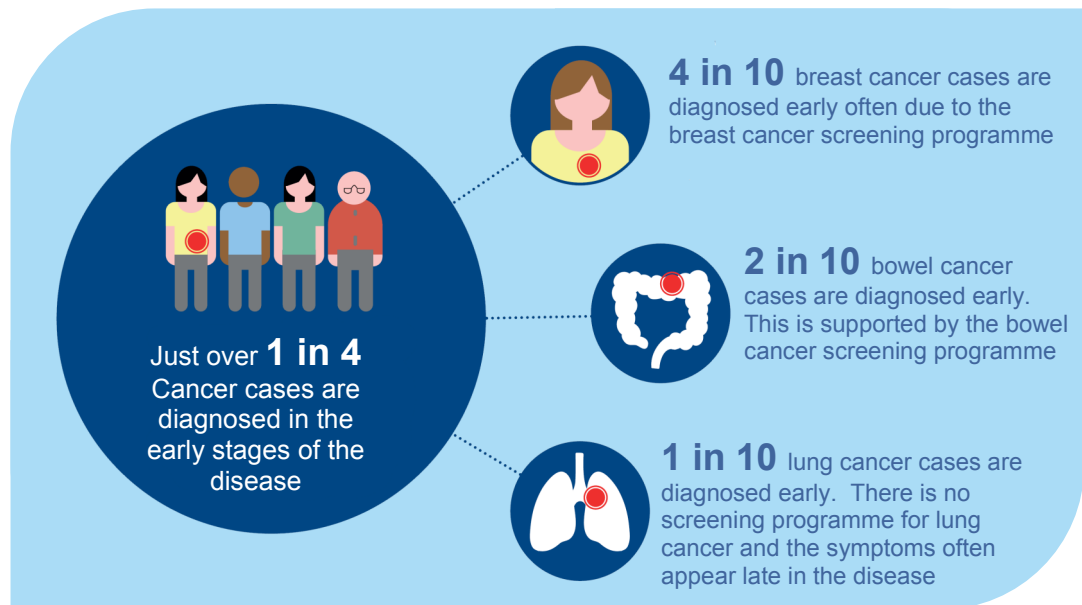 Just over 1 in 4
Cancer cases are
diagnosed in the
early stages of the
disease
4 in 10 breast cancer cases are
diagnosed early often due to the
breast cancer screening programme
2 in 10 bowel cancer
cases are diagnosed early.
This is supported by the bowel
cancer screening programme
1 in 10 lung cancer cases are
diagnosed early.  There is no
screening programme for lung
cancer and the symptoms often
appear late in the disease